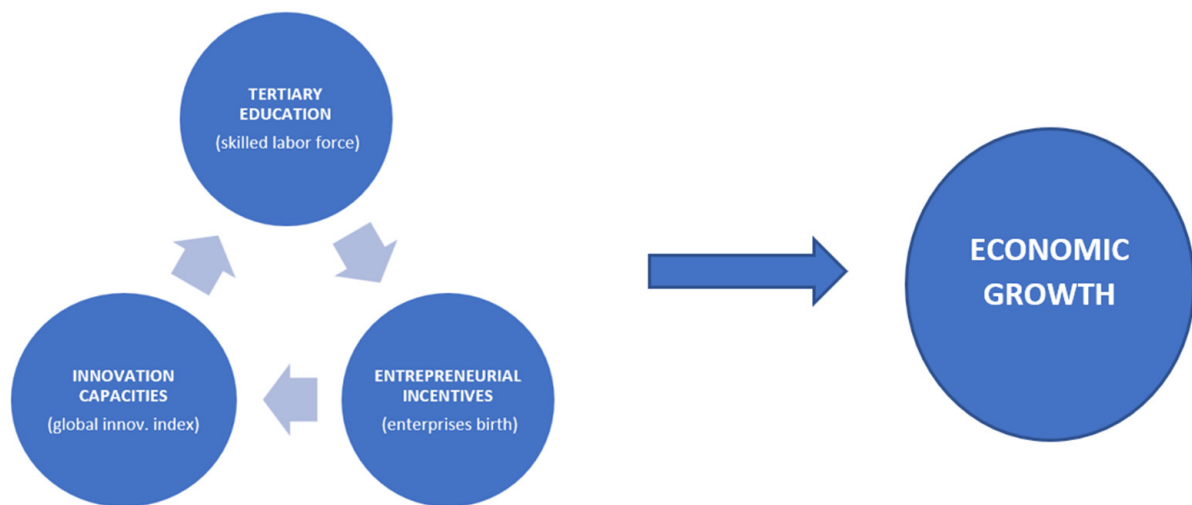 TERTIARY
EDUCATION
(skilled labor force)
INNOVATION
CAPACITIES
(global innov. index)
ENTREPRENEURIAL
INCENTIVES
(enterprises birth)
ECONOMIC
GROWTH